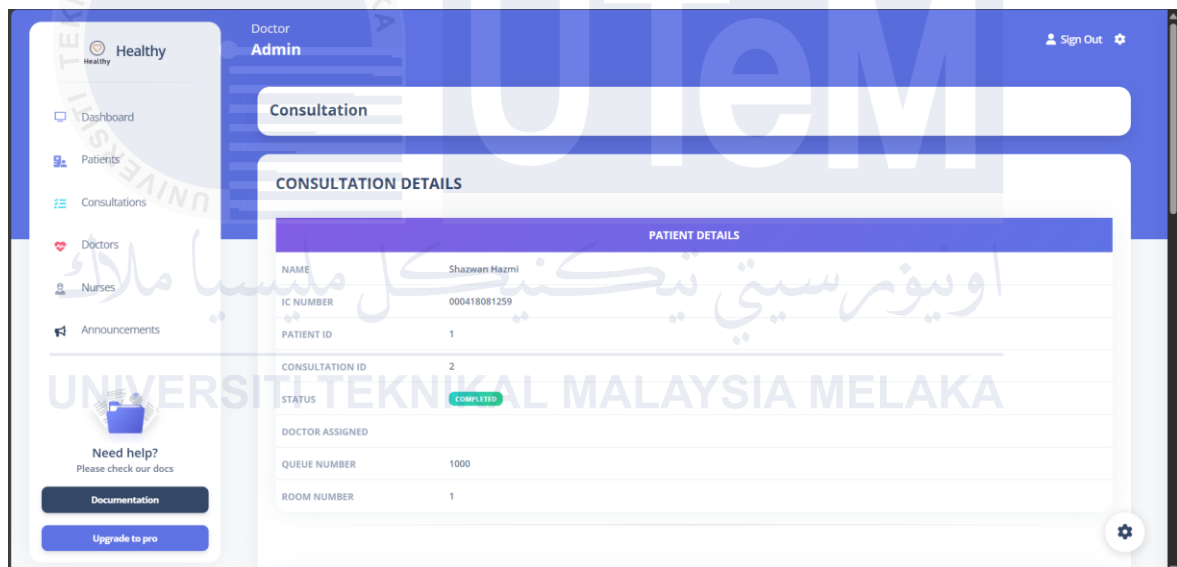 Healthy
Healthy
Dashboard
Patients
Consultations
Doctors
Nurses
Announcements
Need help?
Please check our docs
Documentation
Upgrade to pro
Doctor
Admin
Sign Out
Consultation
CONSULTATION DETAILS
PATIENT DETAILS
NAME Shazwan Hazmi
IC NUMBER 000418081259
PATIENT ID 1
CONSULTATION ID 2
STATUS COMPLETED
DOCTOR ASSIGNED
QUEUE NUMBER 1000
ROOM NUMBER 1
UTeM
اونيۏرسيتي تيكنيكل مليسيا ملاك
UNIVERSITI TEKNIKAL MALAYSIA MELAKA